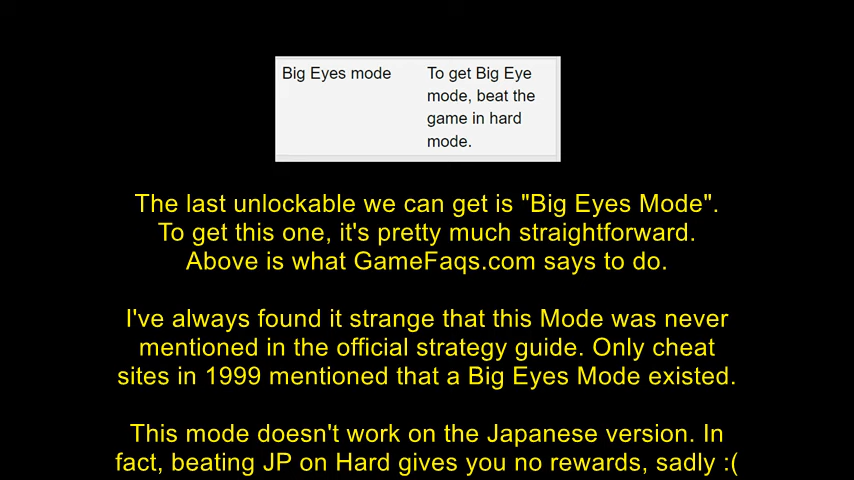 Big Eyes mode
To get Big Eye
mode, beat the
game in hard
mode.
The last unlockable we can get is "Big Eyes Mode".
To get this one, it's pretty much straightforward.
Above is what GameFaqs.com says to do.
I've always found it strange that this Mode was never
mentioned in the official strategy guide. Only cheat
sites in 1999 mentioned that a Big Eyes Mode existed.
This mode doesn't work on the Japanese version. In
fact, beating JP on Hard gives you no rewards, sadly :(